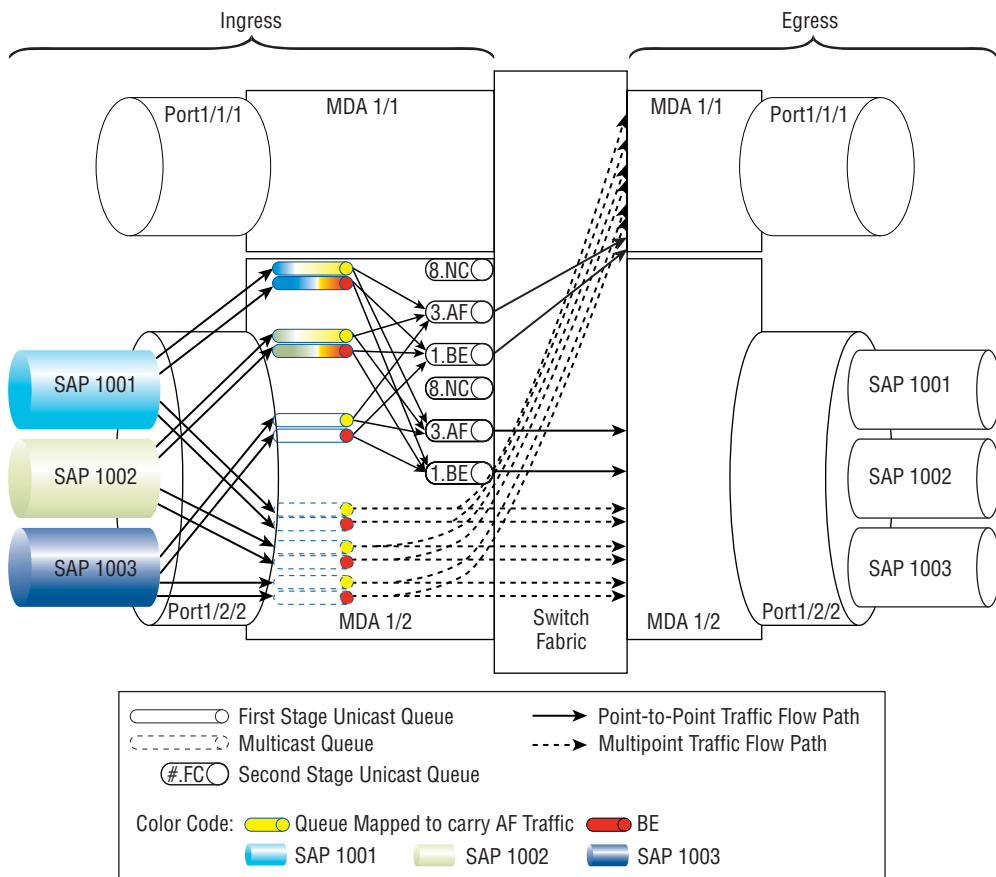 Ingress
Egress
Port1/1/1
MDA 1/1
MDA 1/1
Port1/1/1
8.NC
3.AF
1.BE
8.NC
3.AF
1.BE
SAP 1001
SAP 1002
SAP 1003
SAP 1001
SAP 1002
SAP 1003
Port1/2/2
MDA 1/2
Switch
Fabric
MDA 1/2
Port1/2/2
First Stage Unicast Queue
Point-to-Point Traffic Flow Path
Multicast Queue
Multipoint Traffic Flow Path
#.FC
Second Stage Unicast Queue
Color Code:
Queue Mapped to carry AF Traffic
BE
SAP 1001
SAP 1002
SAP 1003